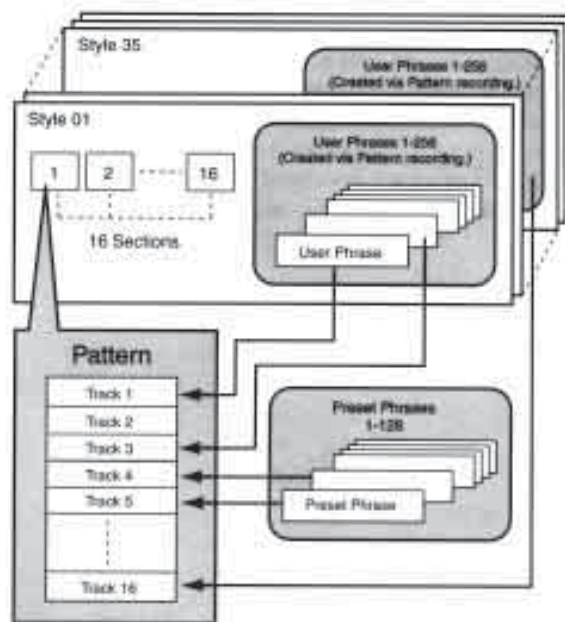 Style 35
User Phrases 1-256
(Created via Pattern recording.)
Style 01
User Phrases 1-256
(Created via Pattern recording.)
1
2
16
16 Sections
User Phrase
Pattern
Track 1
Track 2
Track 3
Track 4
Track 5
Track 16
Preset Phrases
1-128
Preset Phrase